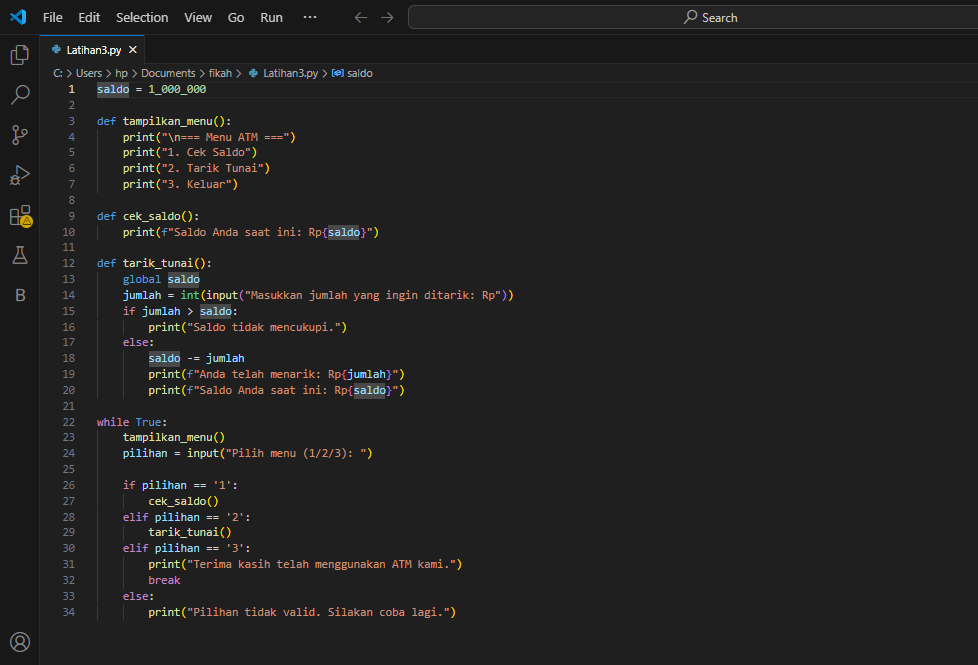 File Edit Selection View Go Run ··· Search
Latihan3.py
C: > Users > hp > Documents > fikah > Latihan3.py > saldo
1 saldo = 1_000_000
2
3 def tampilkan_menu():
4     print("\n=== Menu ATM ===")
5     print("1. Cek Saldo")
6     print("2. Tarik Tunai")
7     print("3. Keluar")
8
9 def cek_saldo():
10     print(f"Saldo Anda saat ini: Rp{saldo}")
11
12 def tarik_tunai():
13     global saldo
14     jumlah = int(input("Masukkan jumlah yang ingin ditarik: Rp"))
15     if jumlah > saldo:
16         print("Saldo tidak mencukupi.")
17     else:
18         saldo -= jumlah
19         print(f"Anda telah menarik: Rp{jumlah}")
20         print(f"Saldo Anda saat ini: Rp{saldo}")
21
22 while True:
23     tampilkan_menu()
24     pilihan = input("Pilih menu (1/2/3): ")
25
26     if pilihan == '1':
27         cek_saldo()
28     elif pilihan == '2':
29         tarik_tunai()
30     elif pilihan == '3':
31         print("Terima kasih telah menggunakan ATM kami.")
32         break
33     else:
34         print("Pilihan tidak valid. Silakan coba lagi.")
B